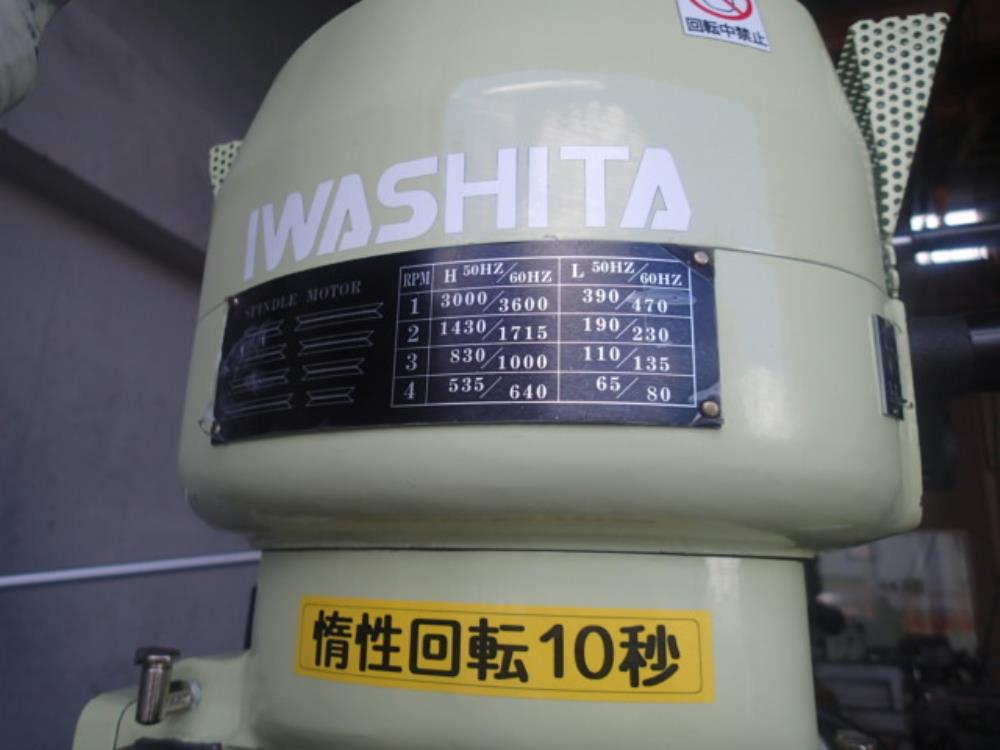 回転中禁止
IWASHITA
SPINDLE MOTOR
RPM H 50HZ/60HZ L 50HZ/60HZ
1 3000/3600 390/470
2 1430/1715 190/230
3 830/1000 110/135
4 535/640 65/80
惰性回転10秒